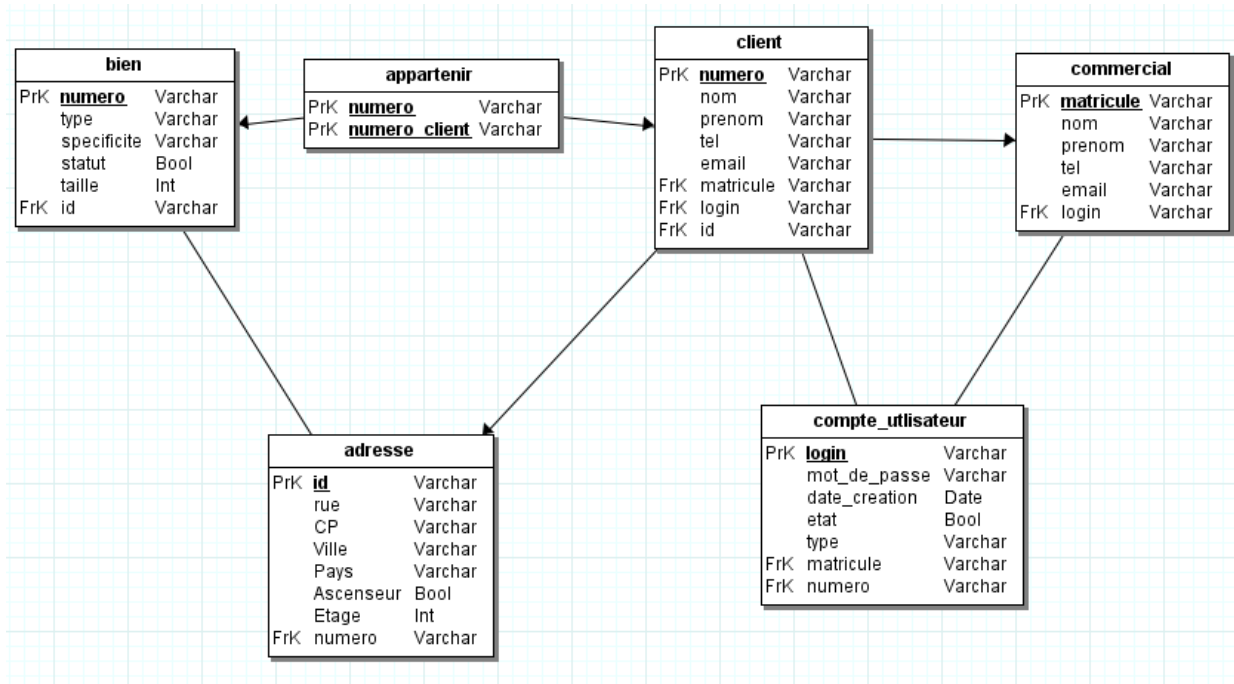 bien
PrK numero Varchar
type Varchar
specificite Varchar
statut Bool
taille Int
FrK id Varchar
appartenir
PrK numero Varchar
PrK numero_client Varchar
client
PrK numero Varchar
nom Varchar
prenom Varchar
tel Varchar
email Varchar
FrK matricule Varchar
FrK login Varchar
FrK id Varchar
commercial
PrK matricule Varchar
nom Varchar
prenom Varchar
tel Varchar
email Varchar
FrK login Varchar
adresse
PrK id Varchar
rue Varchar
CP Varchar
Ville Varchar
Pays Varchar
Ascenseur Bool
Etage Int
FrK numero Varchar
compte_utlisateur
PrK login Varchar
mot_de_passe Varchar
date_creation Date
etat Bool
type Varchar
FrK matricule Varchar
FrK numero Varchar